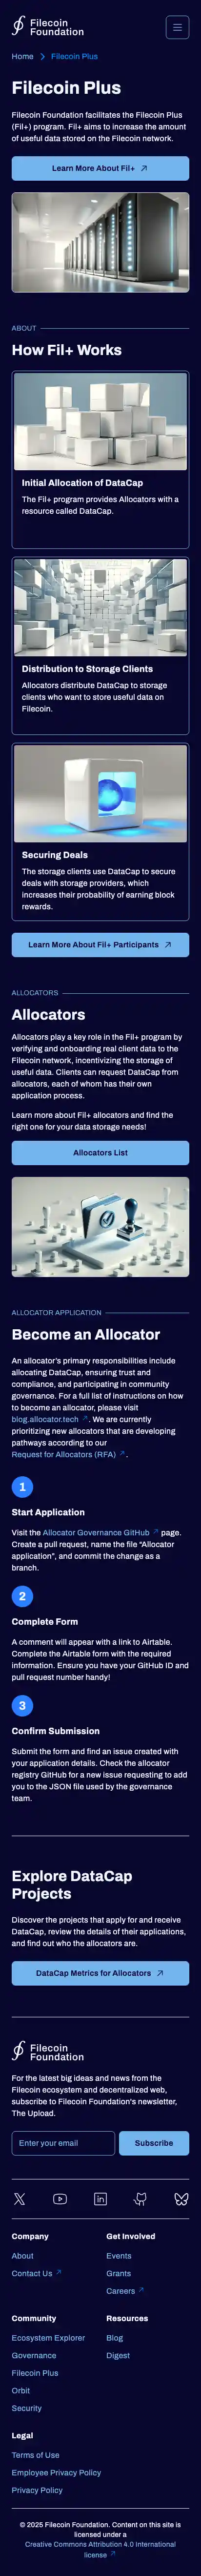 Filecoin
Foundation
Home
Filecoin Plus
Filecoin Plus
Filecoin Foundation facilitates the Filecoin Plus
(Fil+) program. Fil+ aims to increase the amount
of useful data stored on the Filecoin network.
Learn More About Fil+
ABOUT
How Fil+ Works
Initial Allocation of DataCap
The Fil+ program provides Allocators with a
resource called DataCap.
Distribution to Storage Clients
Allocators distribute DataCap to storage
clients who want to store useful data on
Filecoin.
Securing Deals
The storage clients use DataCap to secure
deals with storage providers, which
increases their probability of earning block
rewards.
Learn More About Fil+ Participants
ALLOCATORS
Allocators
Allocators play a key role in the Fil+ program by
verifying and onboarding real client data to the
Filecoin network, incentivizing the storage of
useful data. Clients can request DataCap from
allocators, each of whom has their own
application process.
Learn more about Fil+ allocators and find the
right one for your data storage needs!
Allocators List
ALLOCATOR APPLICATION
Become an Allocator
An allocator's primary responsibilities include
allocating DataCap, ensuring trust and
compliance, and participating in community
governance. For a full list of instructions on how
to become an allocator, please visit
blog.allocator.tech. We are currently
prioritizing new allocators that are developing
pathways according to our
Request for Allocators (RFA).
1
Start Application
Visit the Allocator Governance GitHub page.
Create a pull request, name the file "Allocator
application", and commit the change as a
branch.
2
Complete Form
A comment will appear with a link to Airtable.
Complete the Airtable form with the required
information. Ensure you have your GitHub ID and
pull request number handy!
3
Confirm Submission
Submit the form and find an issue created with
your application details. Check the allocator
registry GitHub for a new issue requesting to add
you to the JSON file used by the governance
team.
Explore DataCap
Projects
Discover the projects that apply for and receive
DataCap, review the details of their applications,
and find out who the allocators are.
DataCap Metrics for Allocators
Filecoin
Foundation
For the latest big ideas and news from the
Filecoin ecosystem and decentralized web,
subscribe to Filecoin Foundation's newsletter,
The Upload.
Enter your email
Subscribe
Company
About
Contact Us
Get Involved
Events
Grants
Careers
Community
Ecosystem Explorer
Governance
Filecoin Plus
Orbit
Security
Resources
Blog
Digest
Legal
Terms of Use
Employee Privacy Policy
Privacy Policy
© 2025 Filecoin Foundation. Content on this site is
licensed under a
Creative Commons Attribution 4.0 International
license